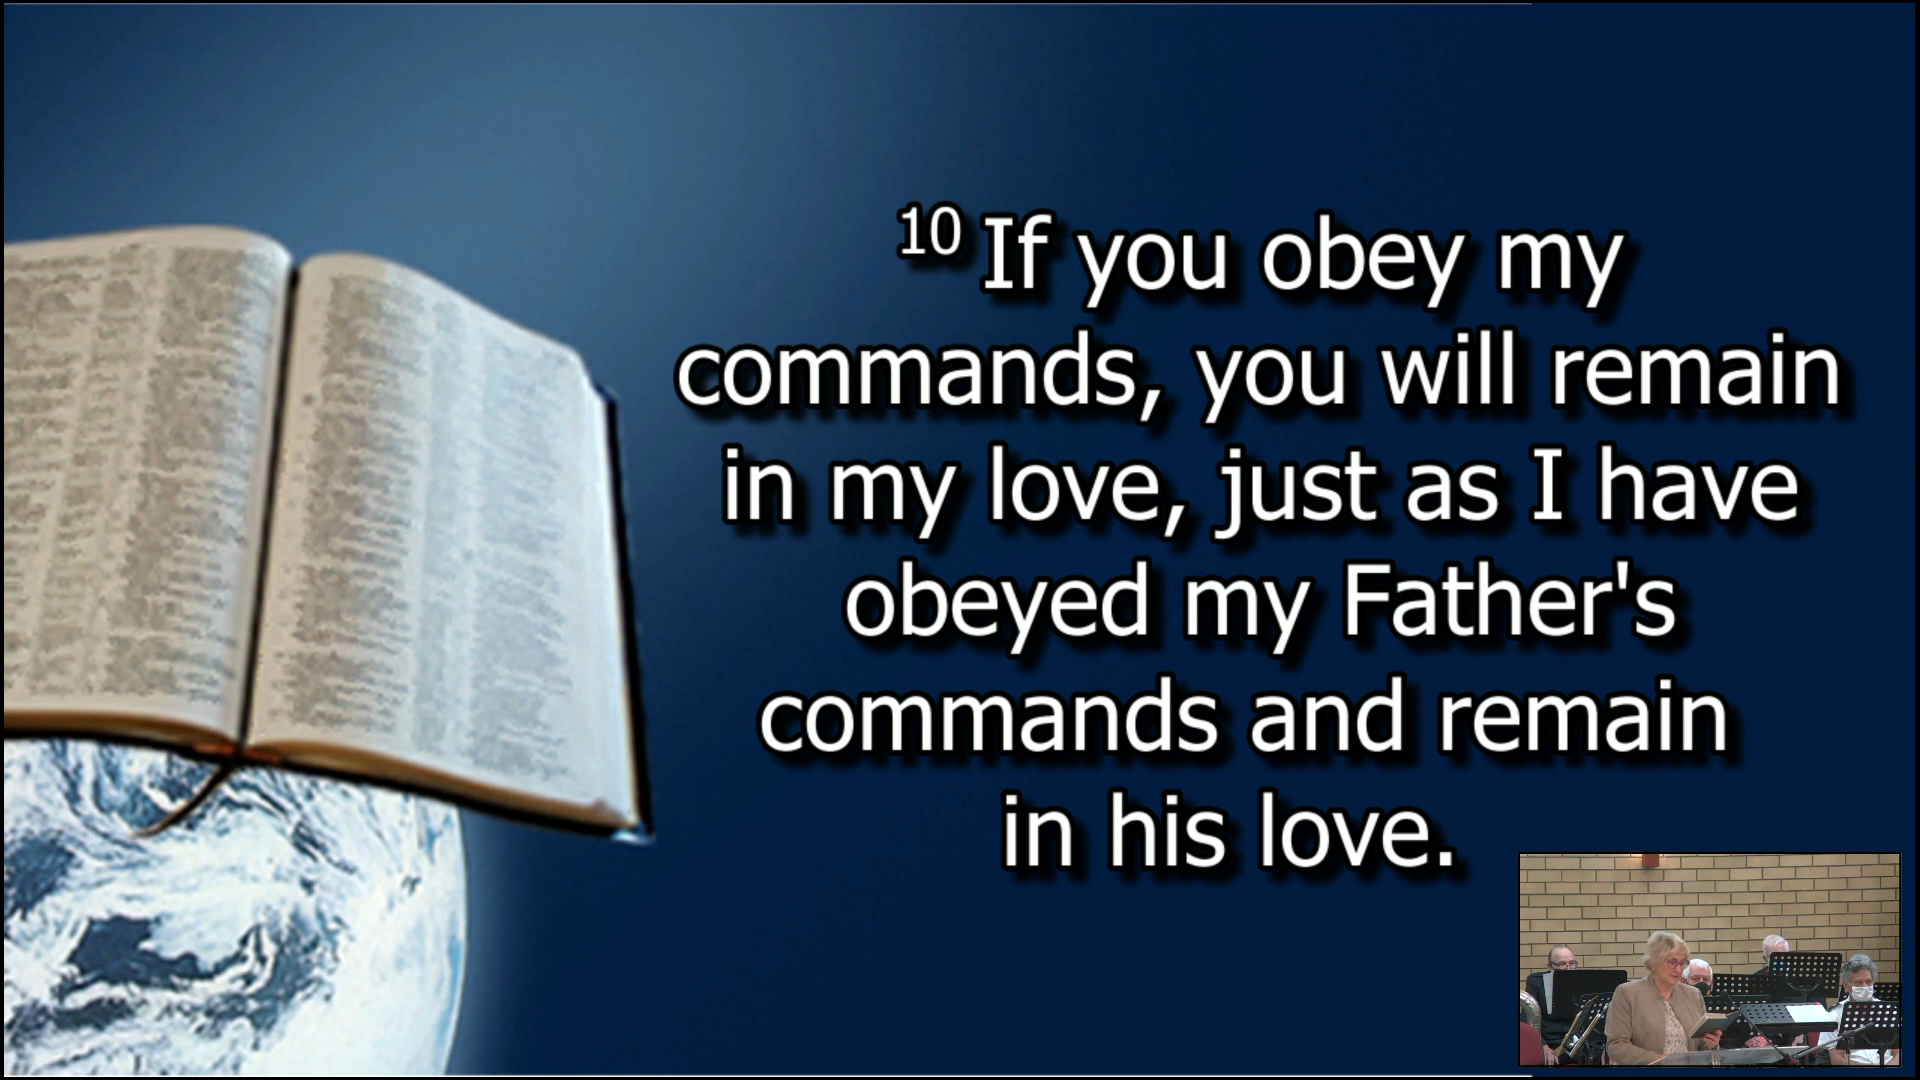 10 If you obey my
commands, you will remain
in my love, just as I have
obeyed my Father's
commands and remain
in his love.